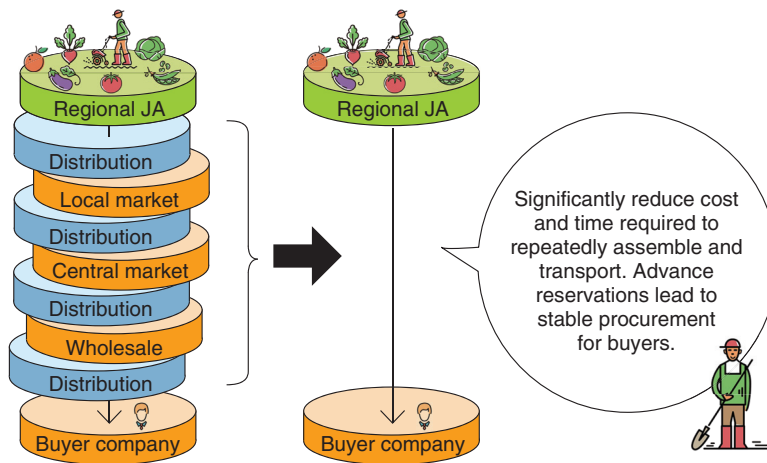 Regional JA
Distribution
Local market
Distribution
Central market
Distribution
Wholesale
Distribution
Buyer company
Regional JA
Buyer company
Significantly reduce cost
and time required to
repeatedly assemble and
transport. Advance
reservations lead to
stable procurement
for buyers.